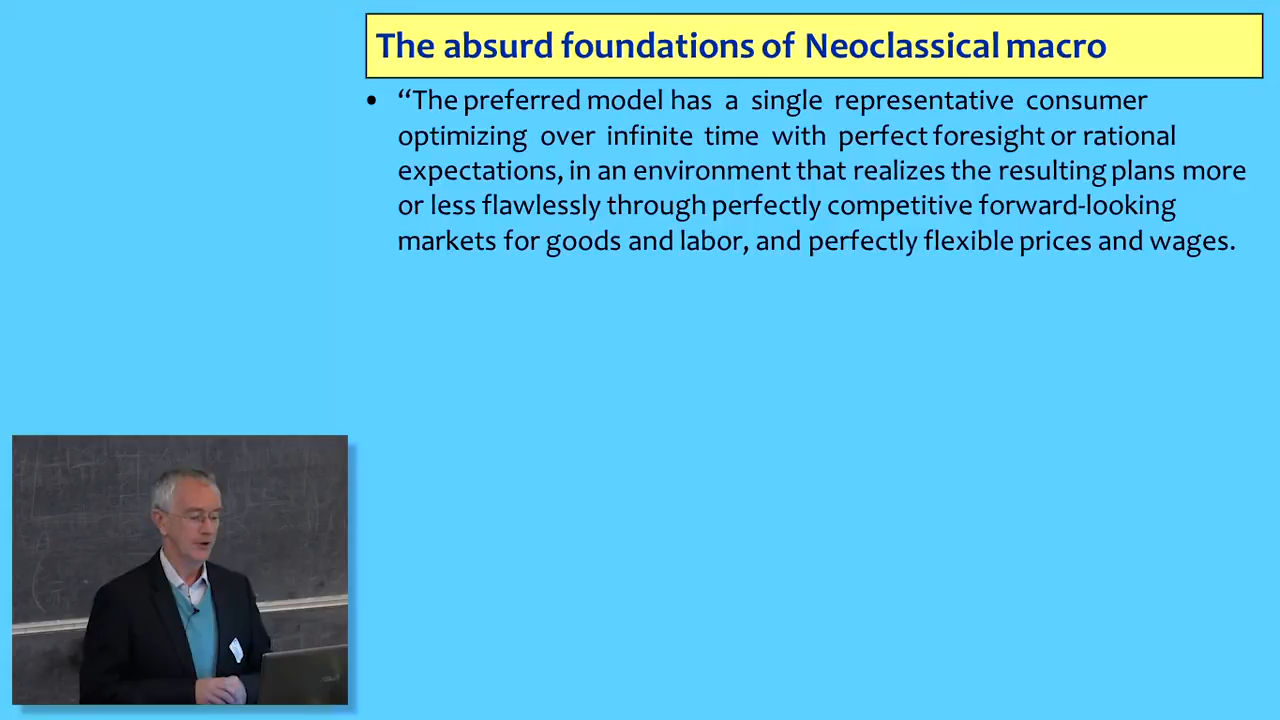 The absurd foundations of Neoclassical macro
• “The preferred model has a single representative consumer
optimizing over infinite time with perfect foresight or rational
expectations, in an environment that realizes the resulting plans more
or less flawlessly through perfectly competitive forward-looking
markets for goods and labor, and perfectly flexible prices and wages.